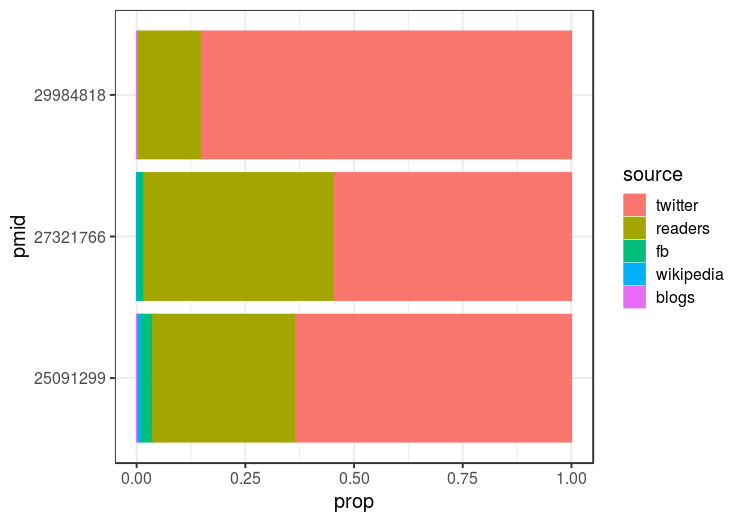 29984818
27321766
25091299
pmid
0.00 0.25 0.50 0.75 1.00
prop
source
twitter
readers
fb
wikipedia
blogs